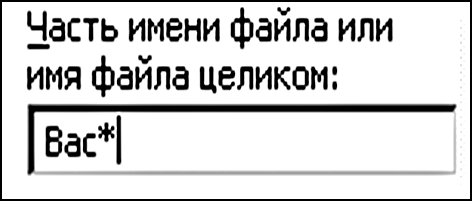 Часть имени файла или
имя файла целиком:
Вас*